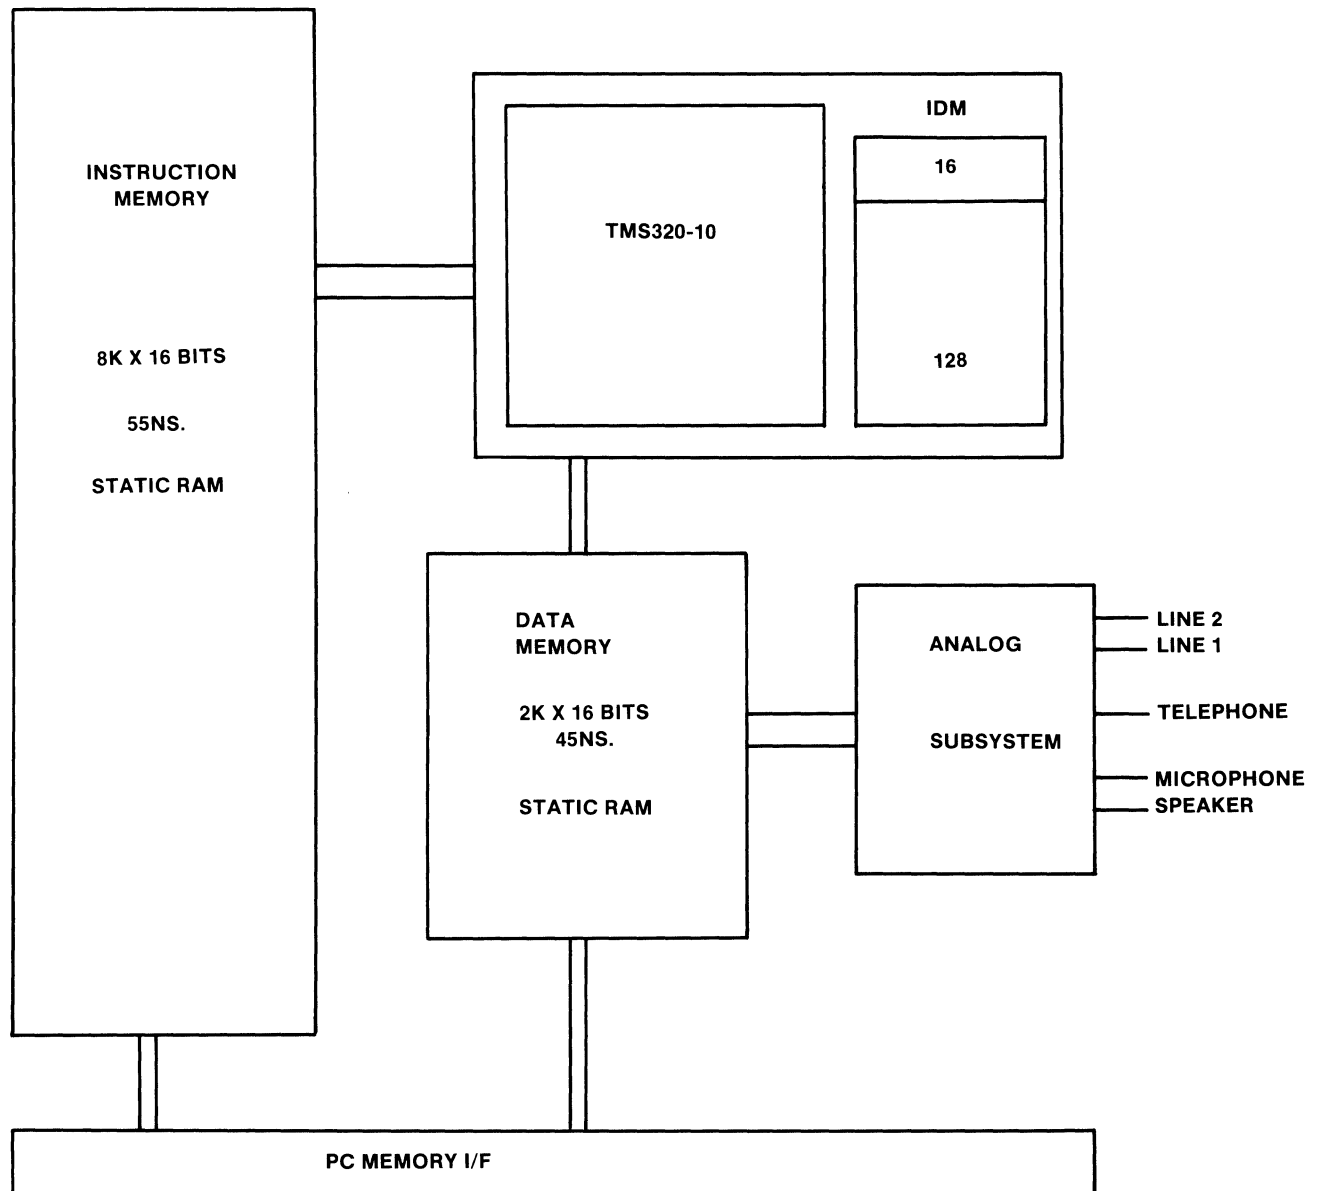 INSTRUCTION
MEMORY
8K X 16 BITS
55NS.
STATIC RAM
TMS320-10
IDM
16
128
DATA
MEMORY
2K X 16 BITS
45NS.
STATIC RAM
ANALOG
SUBSYSTEM
LINE 2
LINE 1
TELEPHONE
MICROPHONE
SPEAKER
PC MEMORY I/F